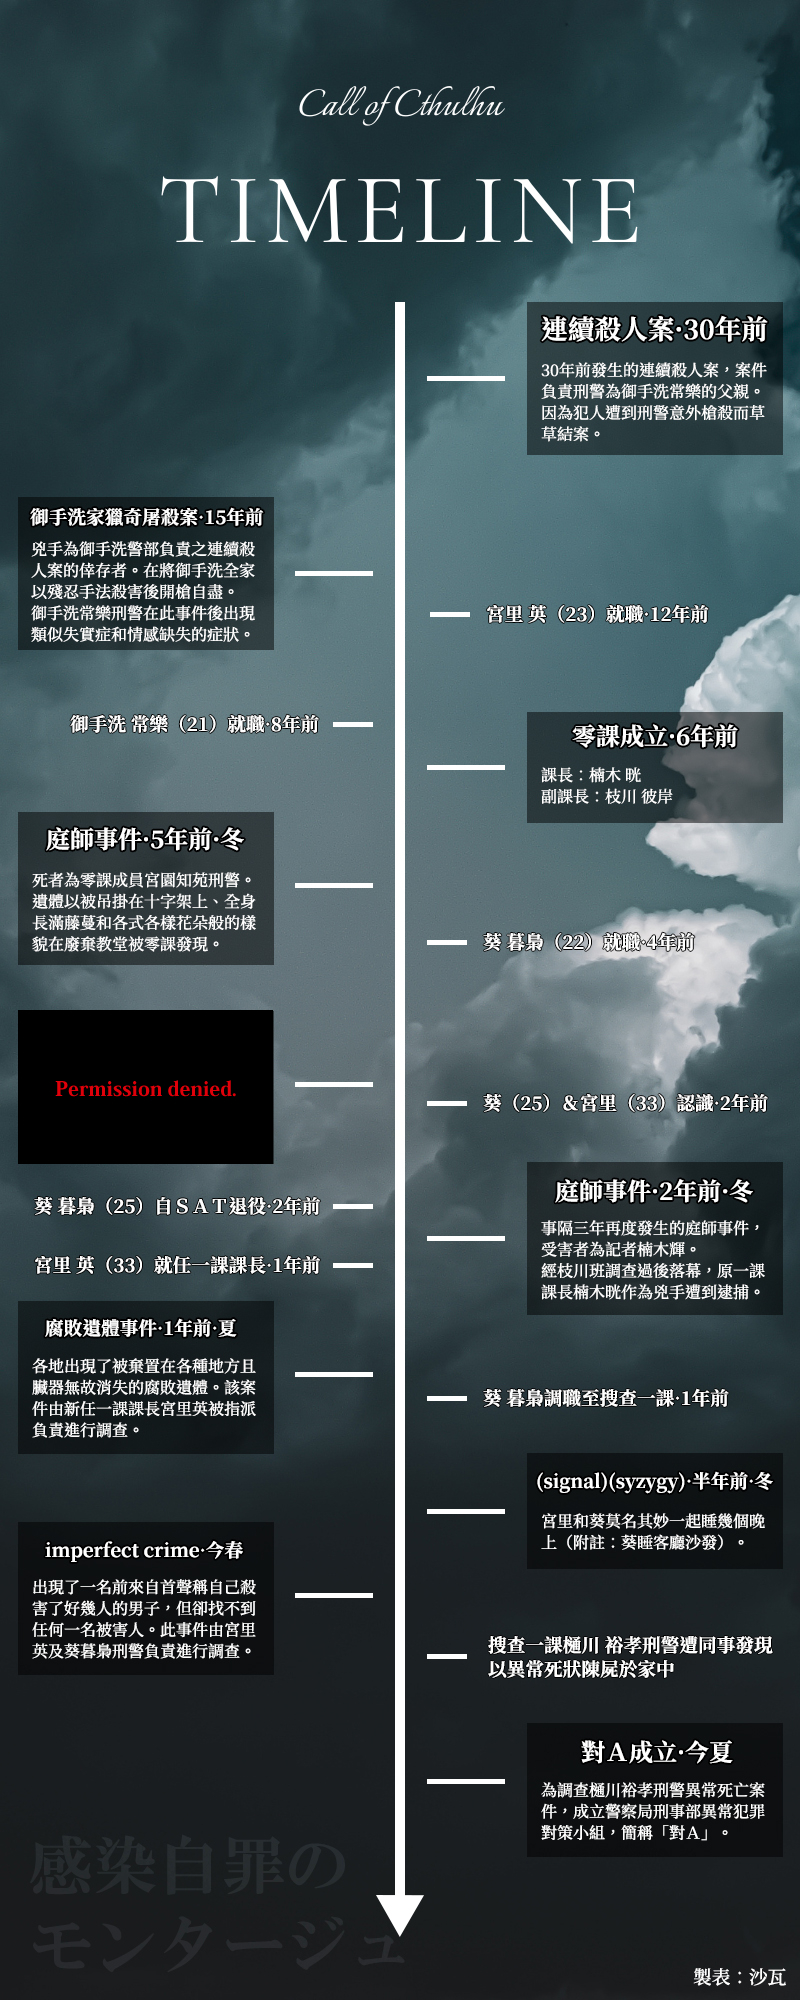 Call of Cthulhu
TIMELINE
連續殺人案·30年前
30年前發生的連續殺人案，案件
負責刑警為御手洗常樂的父親。
因為犯人遭到刑警意外槍殺而草
草結案。
御手洗家獵奇屠殺案·15年前
兇手為御手洗警部負責之連續殺
人案的倖存者。在將御手洗全家
以殘忍手法殺害後開槍自盡。
御手洗常樂刑警在此事件後出現
類似失實症和情感缺失的症狀。
宮里 英（23）就職·12年前
御手洗 常樂（21）就職·8年前
零課成立·6年前
課長：楠木 晄
副課長：枝川 彼岸
庭師事件·5年前·冬
死者為零課成員宮園知苑刑警。
遺體以被吊掛在十字架上、全身
長滿藤蔓和各式各樣花朵般的樣
貌在廢棄教堂被零課發現。
葵 暮梟（22）就職·4年前
Permission denied.
葵（25）＆宮里（33）認識·2年前
庭師事件·2年前·冬
事隔三年再度發生的庭師事件，
受害者為記者楠木輝。
經枝川班調查過後落幕，原一課
課長楠木晄作為兇手遭到逮捕。
葵 暮梟（25）自ＳＡＴ退役·2年前
宮里 英（33）就任一課課長·1年前
腐敗遺體事件·1年前·夏
各地出現了被棄置在各種地方且
臟器無故消失的腐敗遺體。該案
件由新任一課課長宮里英被指派
負責進行調查。
葵 暮梟調職至搜查一課·1年前
(signal)(syzygy)·半年前·冬
宮里和葵莫名其妙一起睡幾個晚
上（附註：葵睡客廳沙發）。
imperfect crime·今春
出現了一名前來自首聲稱自己殺
害了好幾人的男子，但卻找不到
任何一名被害人。此事件由宮里
英及葵暮梟刑警負責進行調查。
搜查一課樋川 裕孝刑警遭同事發現
以異常死狀陳屍於家中
對Ａ成立·今夏
為調查樋川裕孝刑警異常死亡案
件，成立警察局刑事部異常犯罪
對策小組，簡稱「對Ａ」。
感染自罪の
モンタージュ
製表：沙瓦